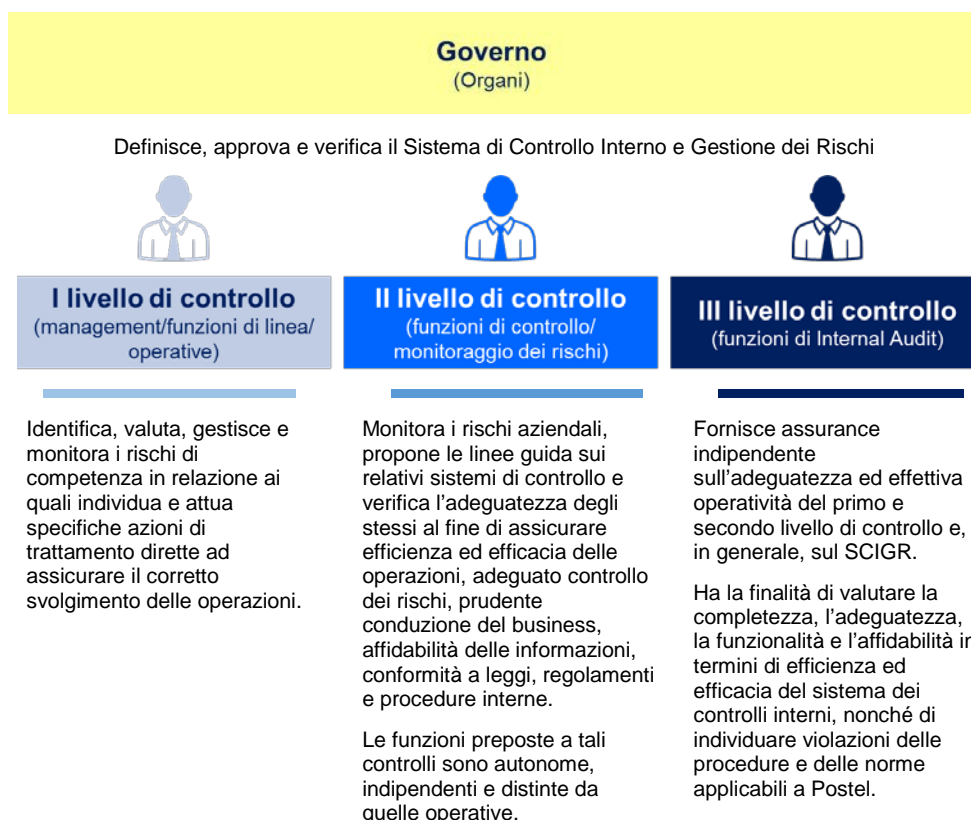 Governo
(Organi)
Definisce, approva e verifica il Sistema di Controllo Interno e Gestione dei Rischi
I livello di controllo
(management/funzioni di linea/
operative)
II livello di controllo
(funzioni di controllo/
monitoraggio dei rischi)
III livello di controllo
(funzioni di Internal Audit)
Identifica, valuta, gestisce e
monitora i rischi di
competenza in relazione ai
quali individua e attua
specifiche azioni di
trattamento dirette ad
assicurare il corretto
svolgimento delle operazioni.
Monitora i rischi aziendali,
propone le linee guida sui
relativi sistemi di controllo e
verifica l’adeguatezza degli
stessi al fine di assicurare
efficienza ed efficacia delle
operazioni, adeguato controllo
dei rischi, prudente
conduzione del business,
affidabilità delle informazioni,
conformità a leggi, regolamenti
e procedure interne.
Le funzioni preposte a tali
controlli sono autonome,
indipendenti e distinte da
quelle operative.
Fornisce assurance
indipendente
sull’adeguatezza ed effettiva
operatività del primo e
secondo livello di controllo e,
in generale, sul SCIGR.
Ha la finalità di valutare la
completezza, l’adeguatezza,
la funzionalità e l’affidabilità in
termini di efficienza ed
efficacia del sistema dei
controlli interni, nonché di
individuare violazioni delle
procedure e delle norme
applicabili a Postel.